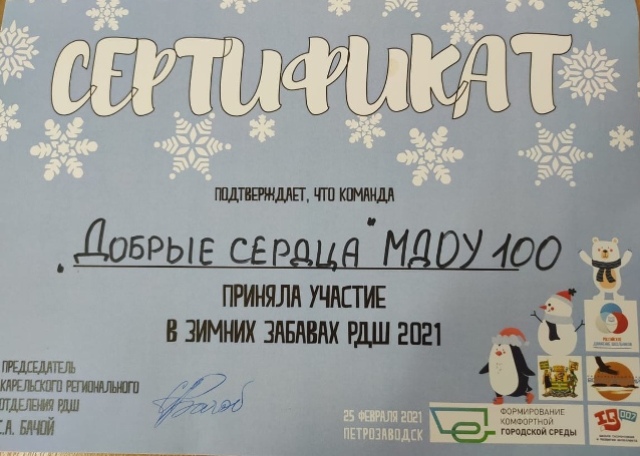 СЕРТИФИКАТ
ПОДТВЕРЖДАЕТ, ЧТО КОМАНДА
„ДОБРЫЕ СЕРДЦА" МДОУ 100
ПРИНЯЛА УЧАСТИЕ
В ЗИМНИХ ЗАБАВАХ РДШ 2021
ПРЕДСЕДАТЕЛЬ
КАРЕЛЬСКОГО РЕГИОНАЛЬНОГО
ОТДЕЛЕНИЯ РДШ
С.А. БАЧОЙ
25 ФЕВРАЛЯ 2021
ПЕТРОЗАВОДСК
ФОРМИРОВАНИЕ
КОМФОРТНОЙ
ГОРОДСКОЙ СРЕДЫ